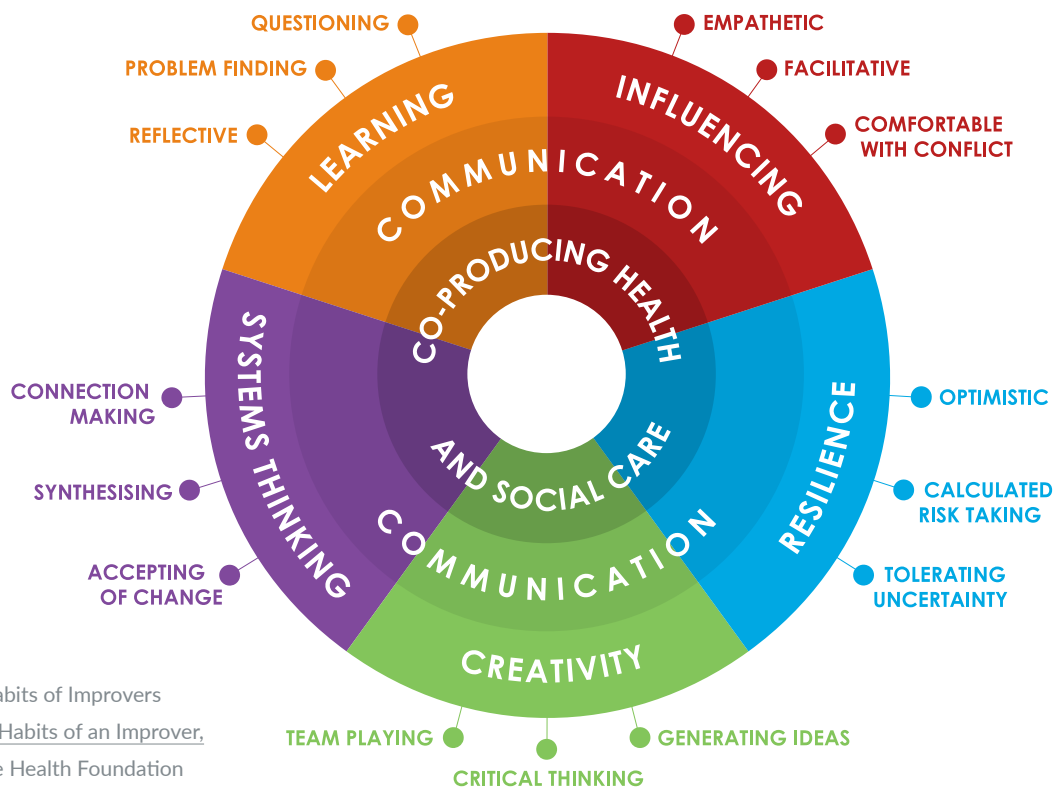 QUESTIONING
PROBLEM FINDING
REFLECTIVE
EMPATHETIC
FACILITATIVE
COMFORTABLE
WITH CONFLICT
LEARNING
INFLUENCING
COMMUNICATION
CO-PRODUCING HEALTH
AND SOCIAL CARE
COMMUNICATION
SYSTEMS THINKING
RESILIENCE
CREATIVITY
CONNECTION
MAKING
SYNTHESISING
ACCEPTING
OF CHANGE
OPTIMISTIC
CALCULATED
RISK TAKING
TOLERATING
UNCERTAINTY
TEAM PLAYING
CRITICAL THINKING
GENERATING IDEAS
abits of Improvers
Habits of an Improver,
e Health Foundation